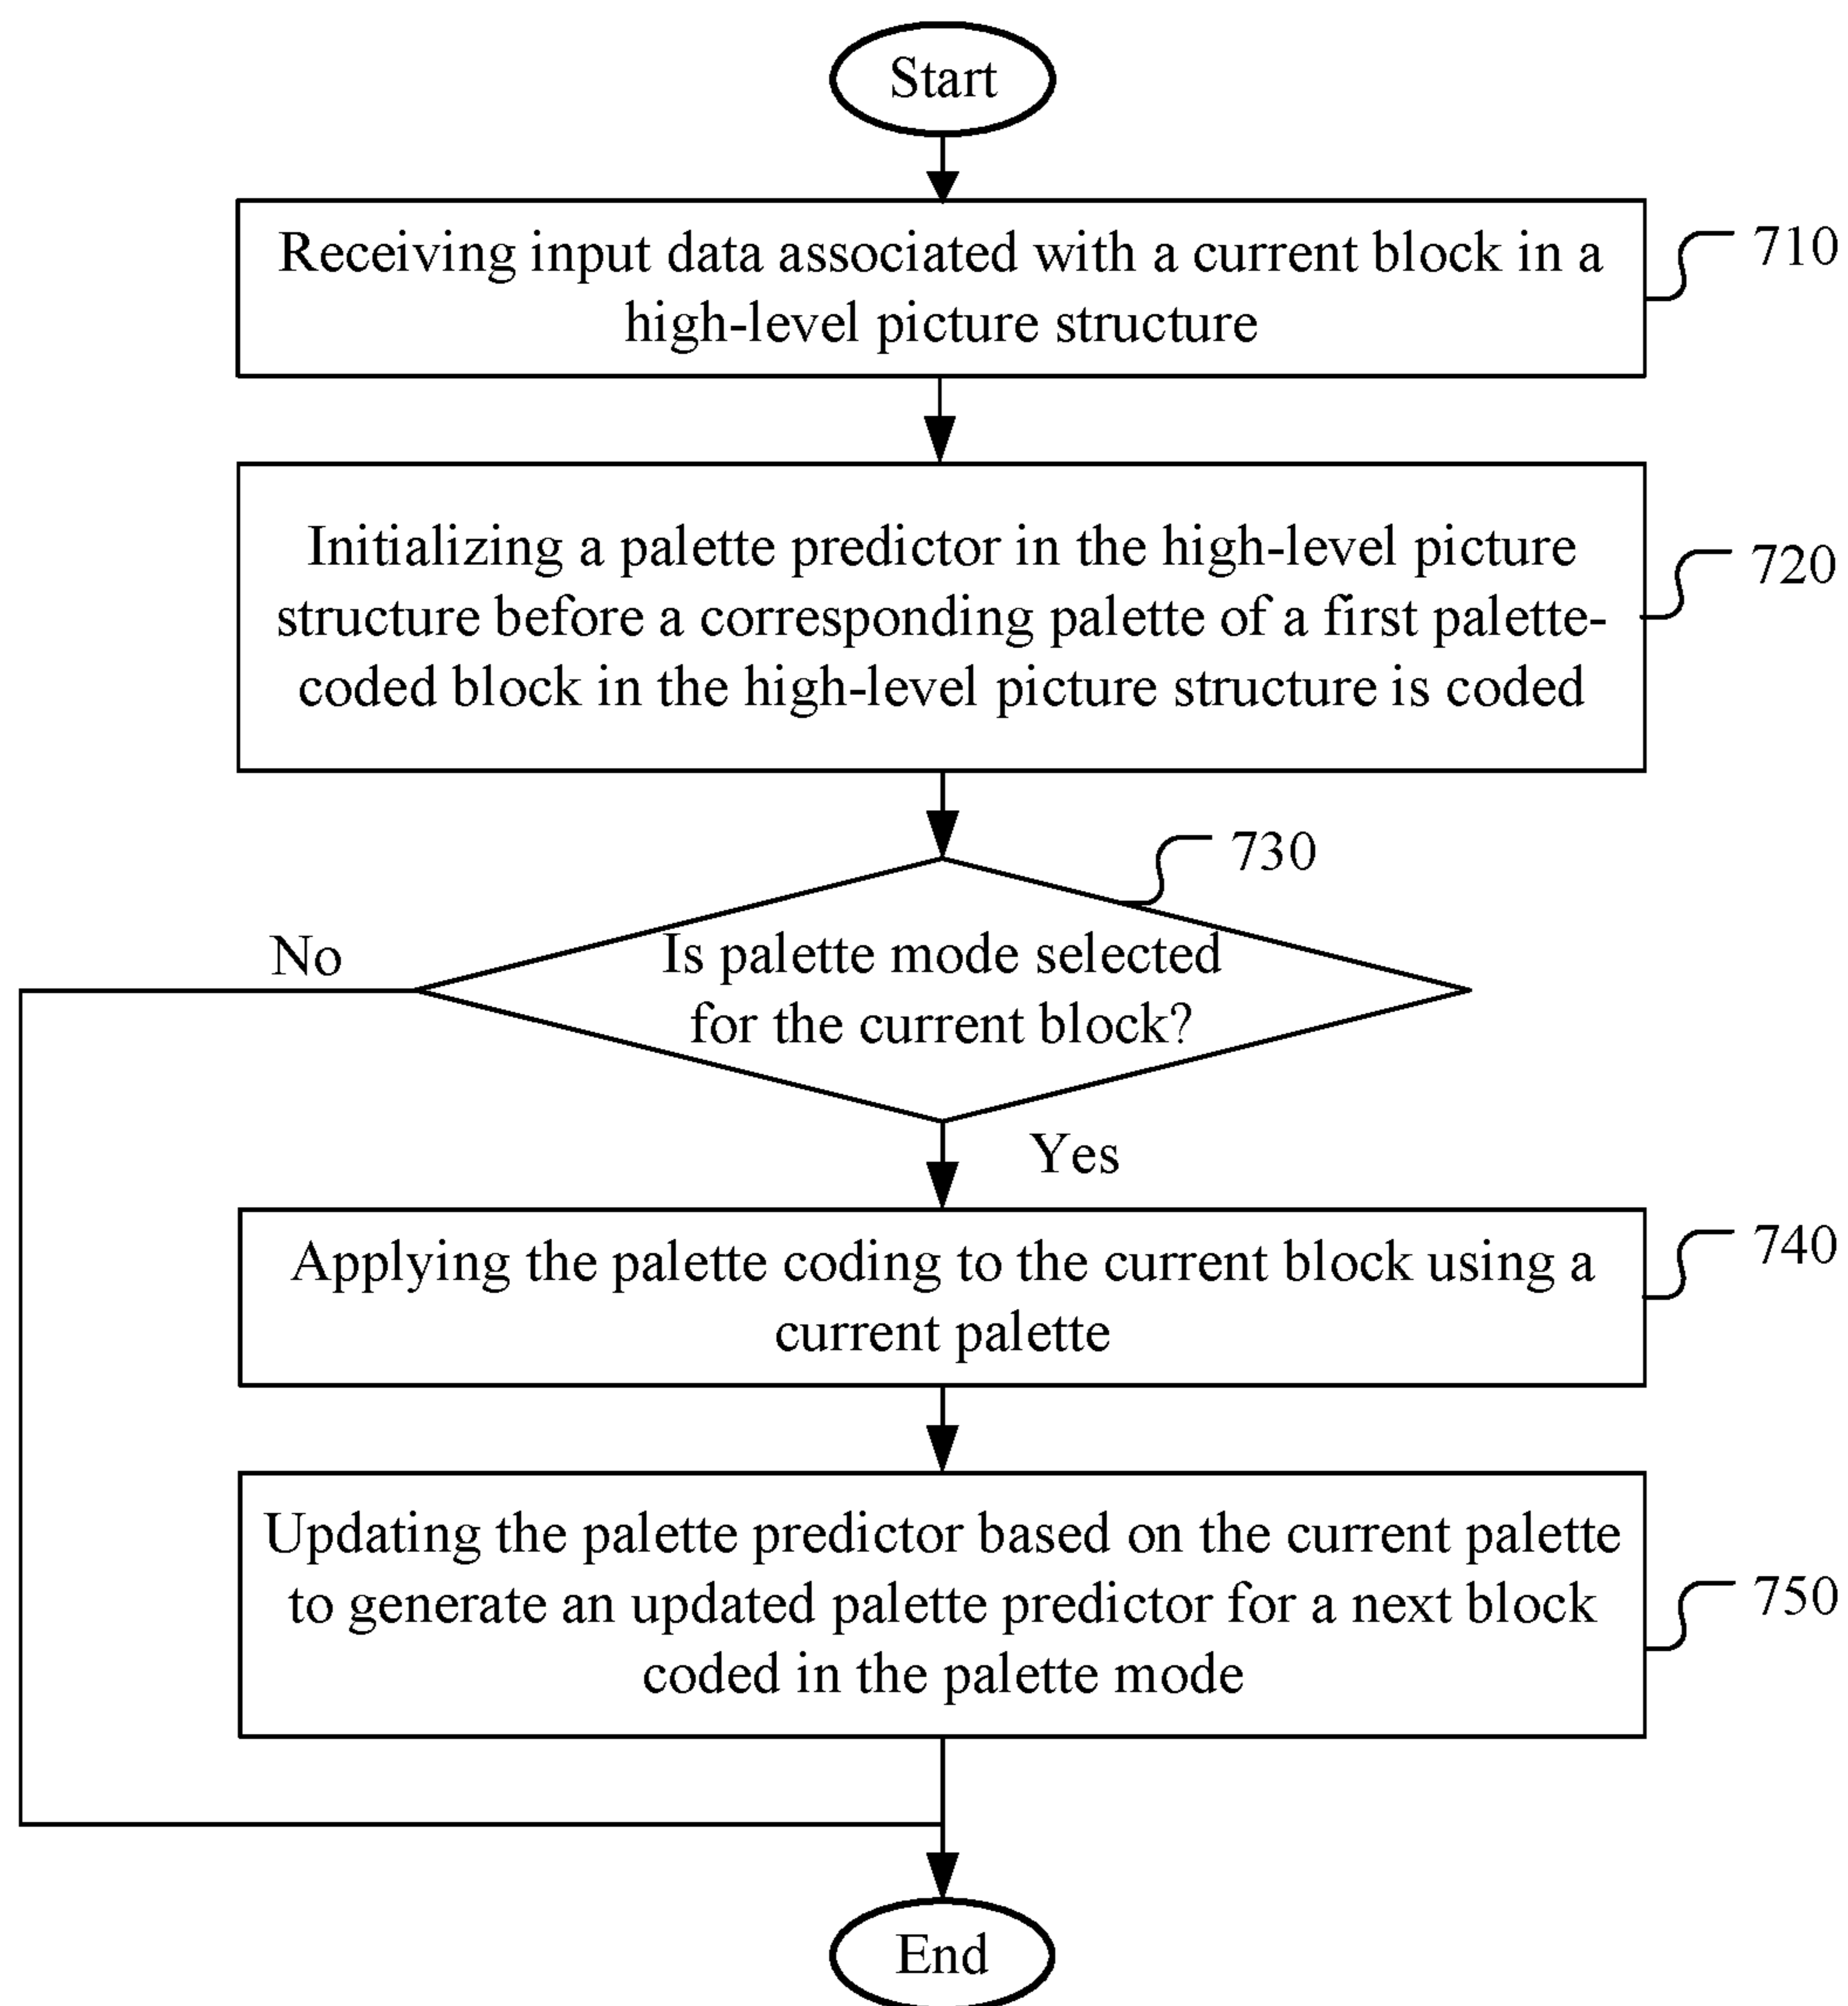 Start
Receiving input data associated with a current block in a
high-level picture structure
710
Initializing a palette predictor in the high-level picture
structure before a corresponding palette of a first palette-
coded block in the high-level picture structure is coded
720
730
Is palette mode selected
for the current block?
No
Yes
Applying the palette coding to the current block using a
current palette
740
Updating the palette predictor based on the current palette
to generate an updated palette predictor for a next block
coded in the palette mode
750
End